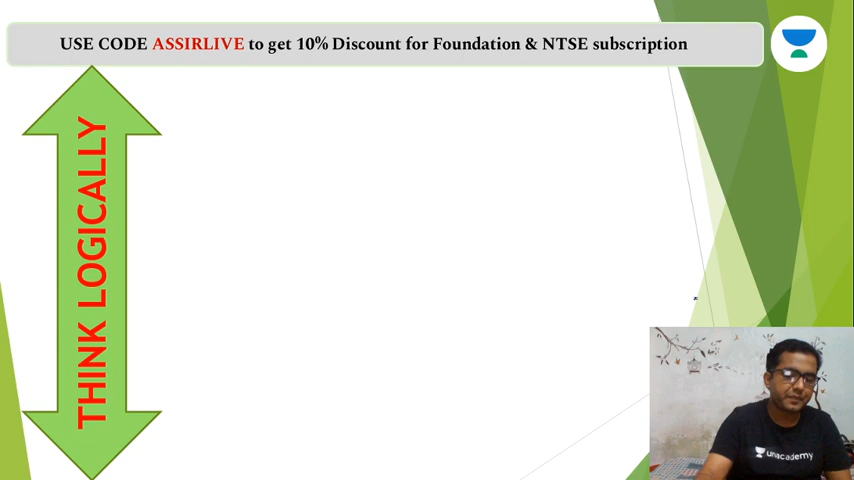 USE CODE ASSIRLIVE to get 10% Discount for Foundation & NTSE subscription
THINK LOGICALLY
unacademy